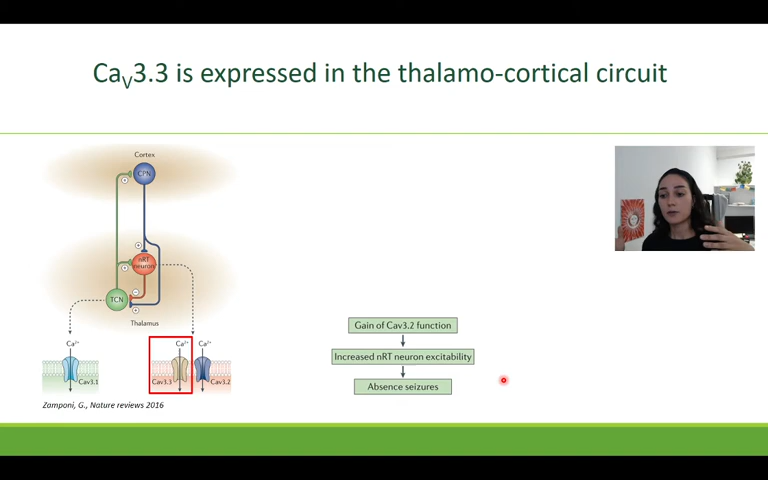 Cav3.3 is expressed in the thalamo-cortical circuit
Cortex
CPN
+
+
nRT
neuron
+
−
TCN
+
Thalamus
Ca²⁺
Ca²⁺
Ca²⁺
Cav3.1
Cav3.3
Cav3.2
Zamponi, G., Nature reviews 2016
Gain of Cav3.2 function
Increased nRT neuron excitability
Absence seizures